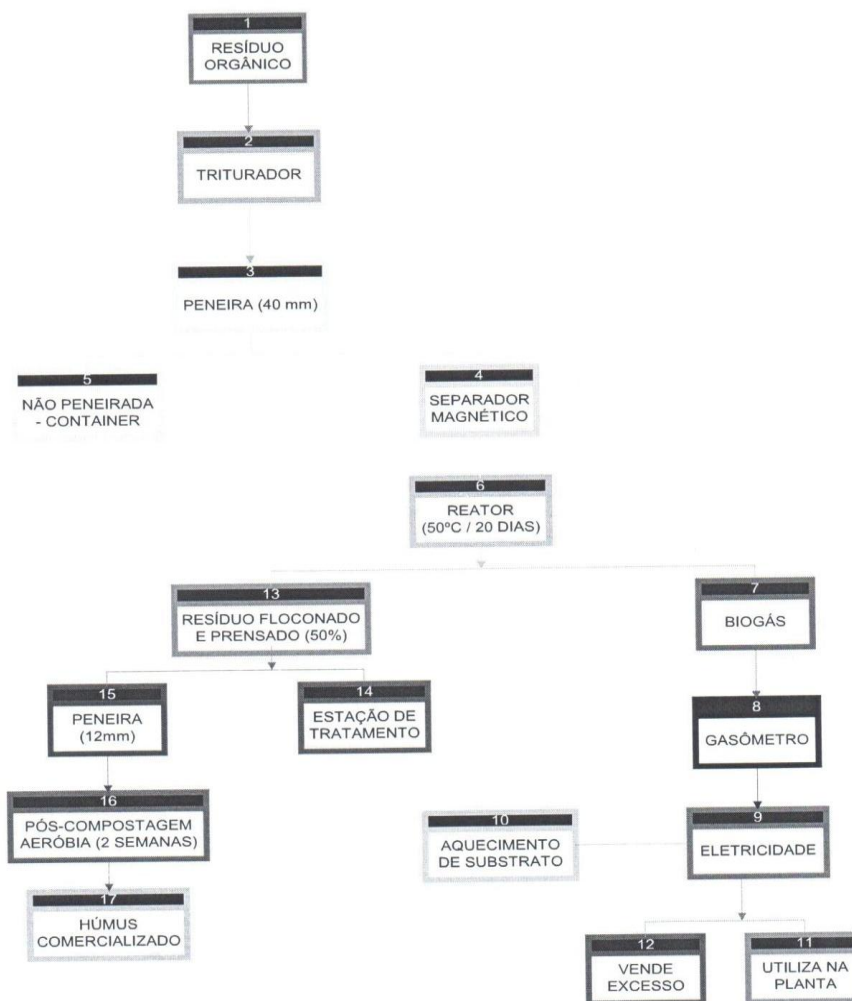 1
RESÍDUO
ORGÂNICO
2
TRITURADOR
3
PENEIRA (40 mm)
5
NÃO PENEIRADA
- CONTAINER
4
SEPARADOR
MAGNÉTICO
6
REATOR
(50ºC / 20 DIAS)
13
RESÍDUO FLOCONADO
E PRENSADO (50%)
7
BIOGÁS
15
PENEIRA
(12mm)
14
ESTAÇÃO DE
TRATAMENTO
8
GASÔMETRO
16
PÓS-COMPOSTAGEM
AERÓBIA (2 SEMANAS)
10
AQUECIMENTO
DE SUBSTRATO
9
ELETRICIDADE
17
HÚMUS
COMERCIALIZADO
12
VENDE
EXCESSO
11
UTILIZA NA
PLANTA